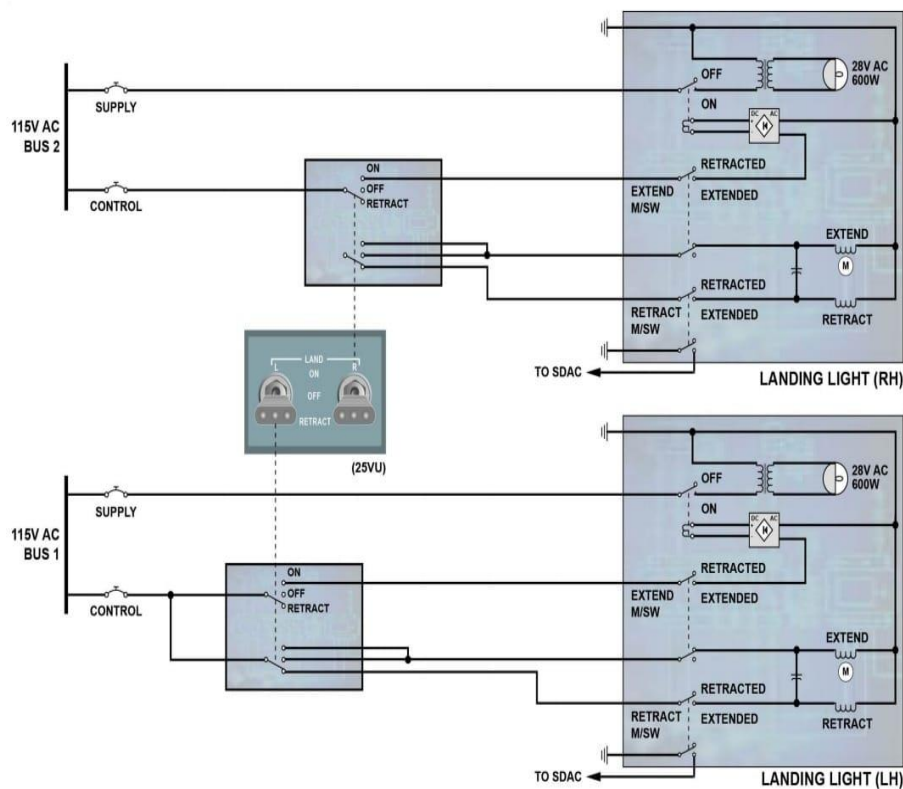 OFF
28V AC
600W
SUPPLY
ON
115V AC
BUS 2
DC
AC
+
-
ON
RETRACTED
OFF
EXTEND
M/SW
EXTENDED
CONTROL
RETRACT
EXTEND
M
RETRACTED
RETRACT
M/SW
EXTENDED
RETRACT
TO SDAC
LANDING LIGHT (RH)
LAND
L
R
ON
OFF
RETRACT
(25VU)
OFF
28V AC
600W
SUPPLY
ON
115V AC
BUS 1
DC
AC
+
-
ON
RETRACTED
OFF
EXTEND
M/SW
EXTENDED
CONTROL
RETRACT
EXTEND
M
RETRACTED
RETRACT
M/SW
EXTENDED
RETRACT
TO SDAC
LANDING LIGHT (LH)